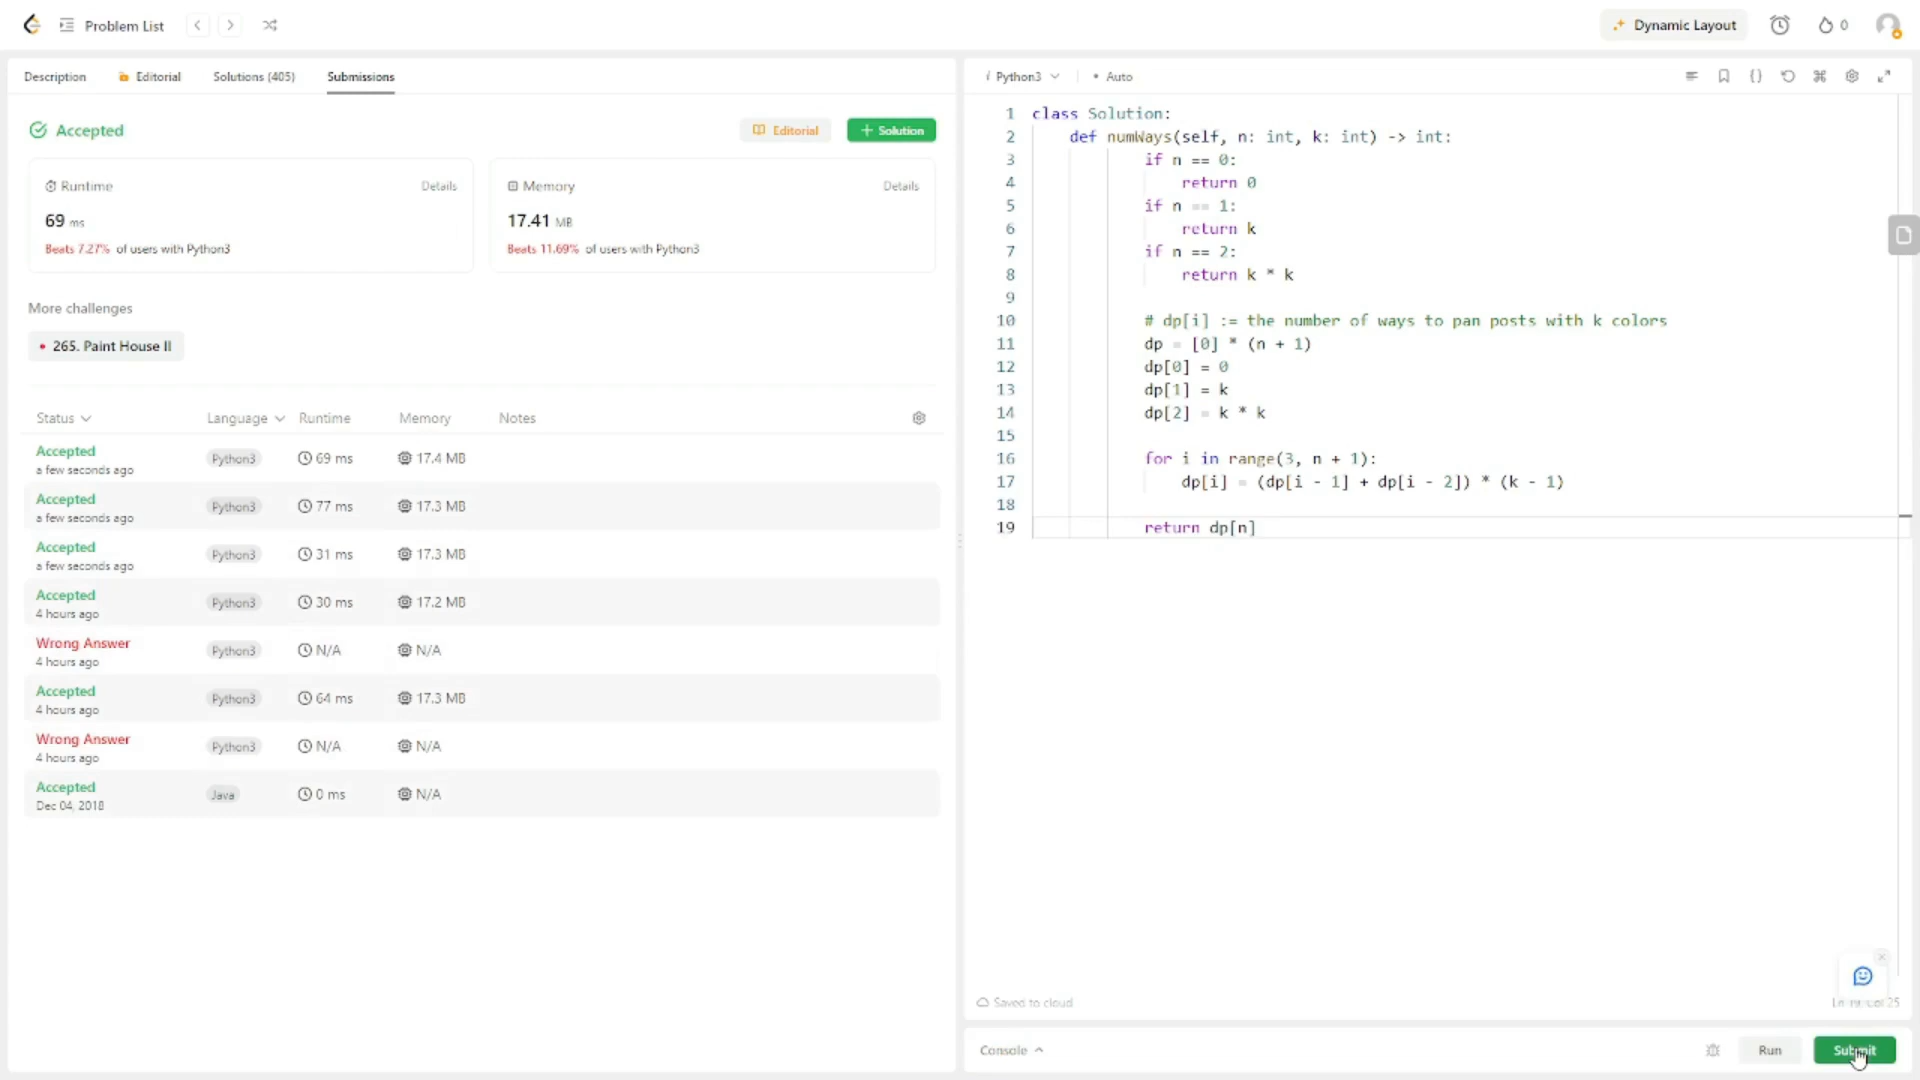 Problem List
Dynamic Layout
0
Description
Editorial
Solutions (405)
Submissions
Accepted
Editorial
Solution
Runtime
Details
69 ms
Beats 7.27% of users with Python3
Memory
Details
17.41 MB
Beats 11.69% of users with Python3
More challenges
265. Paint House II
Status Language Runtime Memory Notes
Accepted
a few seconds ago
Python3 69 ms 17.4 MB
Accepted
a few seconds ago
Python3 77 ms 17.3 MB
Accepted
a few seconds ago
Python3 31 ms 17.3 MB
Accepted
4 hours ago
Python3 30 ms 17.2 MB
Wrong Answer
4 hours ago
Python3 N/A N/A
Accepted
4 hours ago
Python3 64 ms 17.3 MB
Wrong Answer
4 hours ago
Python3 N/A N/A
Accepted
Dec 04, 2018
Java 0 ms N/A
i Python3
Auto
1 class Solution:
2 def numWays(self, n: int, k: int) -> int:
3 if n == 0:
4 return 0
5 if n == 1:
6 return k
7 if n == 2:
8 return k * k
9
10 # dp[i] := the number of ways to pan posts with k colors
11 dp = [0] * (n + 1)
12 dp[0] = 0
13 dp[1] = k
14 dp[2] = k * k
15
16 for i in range(3, n + 1):
17 dp[i] = (dp[i - 1] + dp[i - 2]) * (k - 1)
18
19 return dp[n]
Saved to cloud
Ln 19, Col 25
Console
Run
Submit